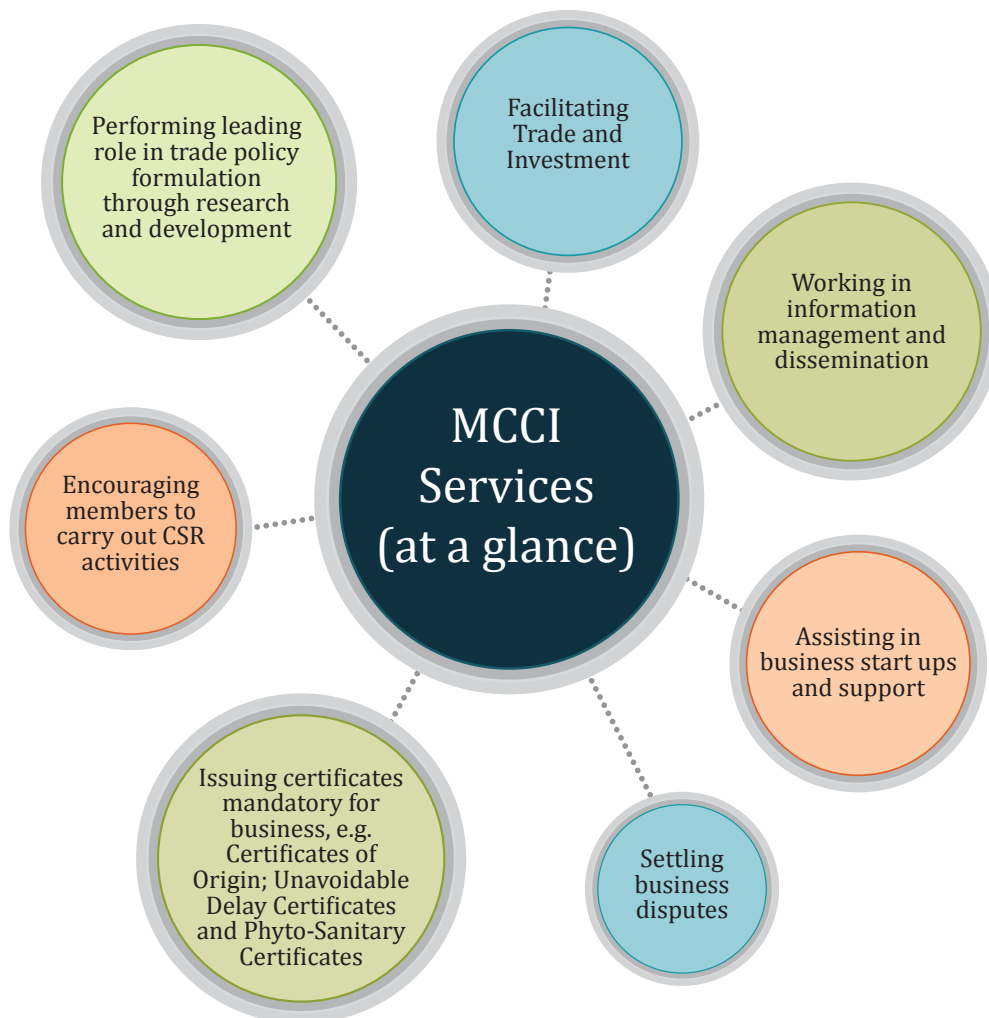 Performing leading
role in trade policy
formulation
through research
and development
Facilitating
Trade and
Investment
Working in
information
management and
dissemination
MCCI
Services
(at a glance)
Encouraging
members to
carry out CSR
activities
Assisting in
business start ups
and support
Issuing certificates
mandatory for
business, e.g.
Certificates of
Origin; Unavoidable
Delay Certificates
and Phyto-Sanitary
Certificates
Settling
business
disputes